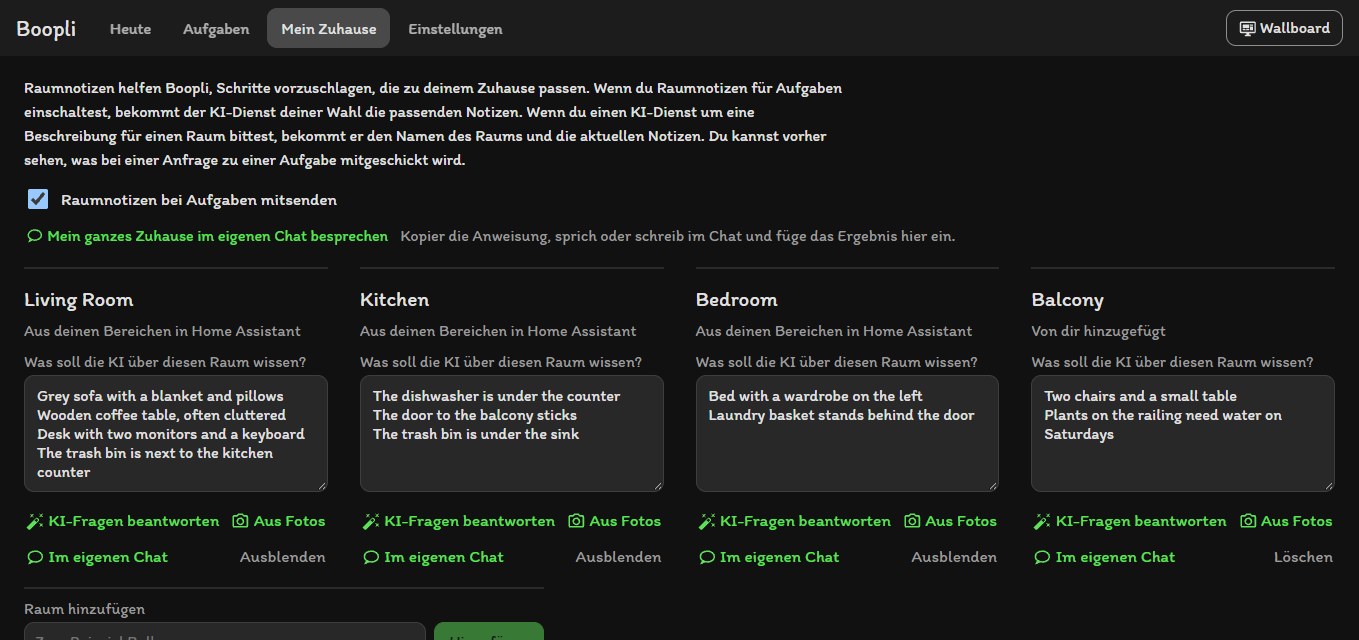 Boopli
Heute
Aufgaben
Mein Zuhause
Einstellungen
Wallboard
Raumnotizen helfen Boopli, Schritte vorzuschlagen, die zu deinem Zuhause passen. Wenn du Raumnotizen für Aufgaben
einschaltest, bekommt der KI-Dienst deiner Wahl die passenden Notizen. Wenn du einen KI-Dienst um eine
Beschreibung für einen Raum bittest, bekommt er den Namen des Raums und die aktuellen Notizen. Du kannst vorher
sehen, was bei einer Anfrage zu einer Aufgabe mitgeschickt wird.
Raumnotizen bei Aufgaben mitsenden
Mein ganzes Zuhause im eigenen Chat besprechen
Kopier die Anweisung, sprich oder schreib im Chat und füge das Ergebnis hier ein.
Living Room
Aus deinen Bereichen in Home Assistant
Was soll die KI über diesen Raum wissen?
Grey sofa with a blanket and pillows
Wooden coffee table, often cluttered
Desk with two monitors and a keyboard
The trash bin is next to the kitchen
counter
KI-Fragen beantworten
Aus Fotos
Im eigenen Chat
Ausblenden
Kitchen
Aus deinen Bereichen in Home Assistant
Was soll die KI über diesen Raum wissen?
The dishwasher is under the counter
The door to the balcony sticks
The trash bin is under the sink
KI-Fragen beantworten
Aus Fotos
Im eigenen Chat
Ausblenden
Bedroom
Aus deinen Bereichen in Home Assistant
Was soll die KI über diesen Raum wissen?
Bed with a wardrobe on the left
Laundry basket stands behind the door
KI-Fragen beantworten
Aus Fotos
Im eigenen Chat
Ausblenden
Balcony
Von dir hinzugefügt
Was soll die KI über diesen Raum wissen?
Two chairs and a small table
Plants on the railing need water on
Saturdays
KI-Fragen beantworten
Aus Fotos
Im eigenen Chat
Löschen
Raum hinzufügen